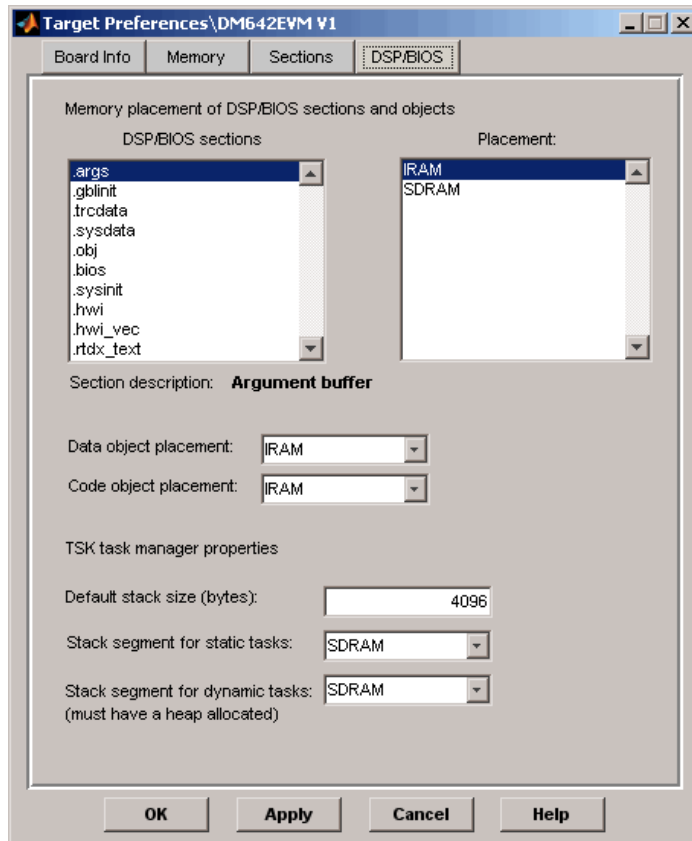 Target Preferences\DM642EVM V1
Board Info Memory Sections DSP/BIOS
Memory placement of DSP/BIOS sections and objects
DSP/BIOS sections Placement:
.args IRAM
.gblinit SDRAM
.trcdata
.sysdata
.obj
.bios
.sysinit
.hwi
.hwi_vec
.rtdx_text
Section description: Argument buffer
Data object placement: IRAM
Code object placement: IRAM
TSK task manager properties
Default stack size (bytes): 4096
Stack segment for static tasks: SDRAM
Stack segment for dynamic tasks: SDRAM
(must have a heap allocated)
OK Apply Cancel Help